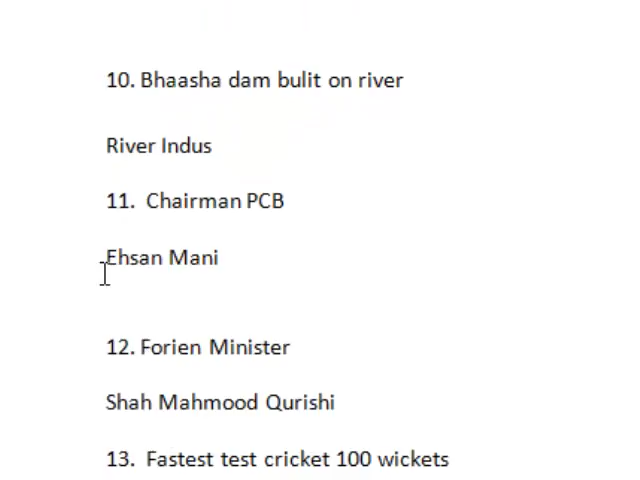 10. Bhaasha dam bulit on river
River Indus
11. Chairman PCB
Ehsan Mani
12. Forien Minister
Shah Mahmood Qurishi
13. Fastest test cricket 100 wickets